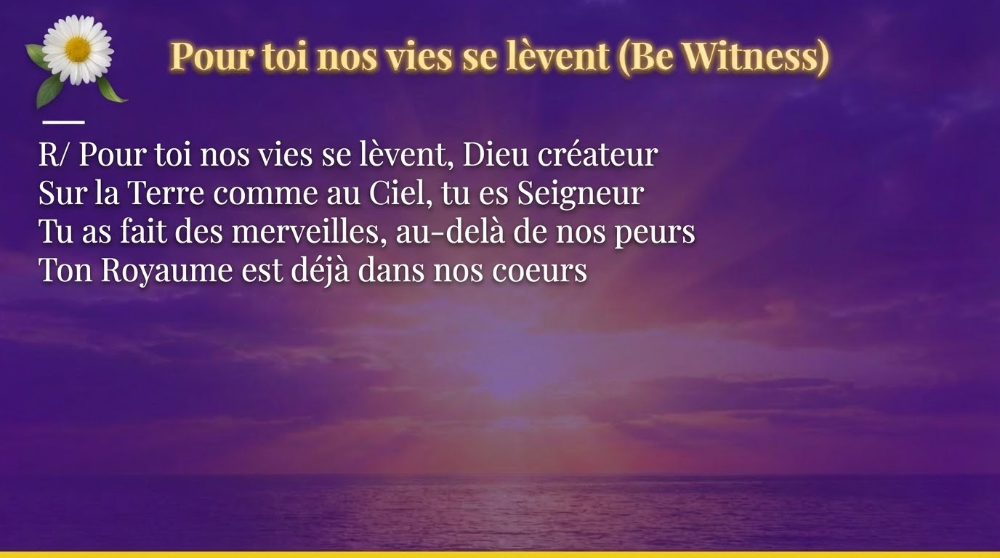 Pour toi nos vies se lèvent (Be Witness)
R/ Pour toi nos vies se lèvent, Dieu créateur
Sur la Terre comme au Ciel, tu es Seigneur
Tu as fait des merveilles, au-delà de nos peurs
Ton Royaume est déjà dans nos coeurs